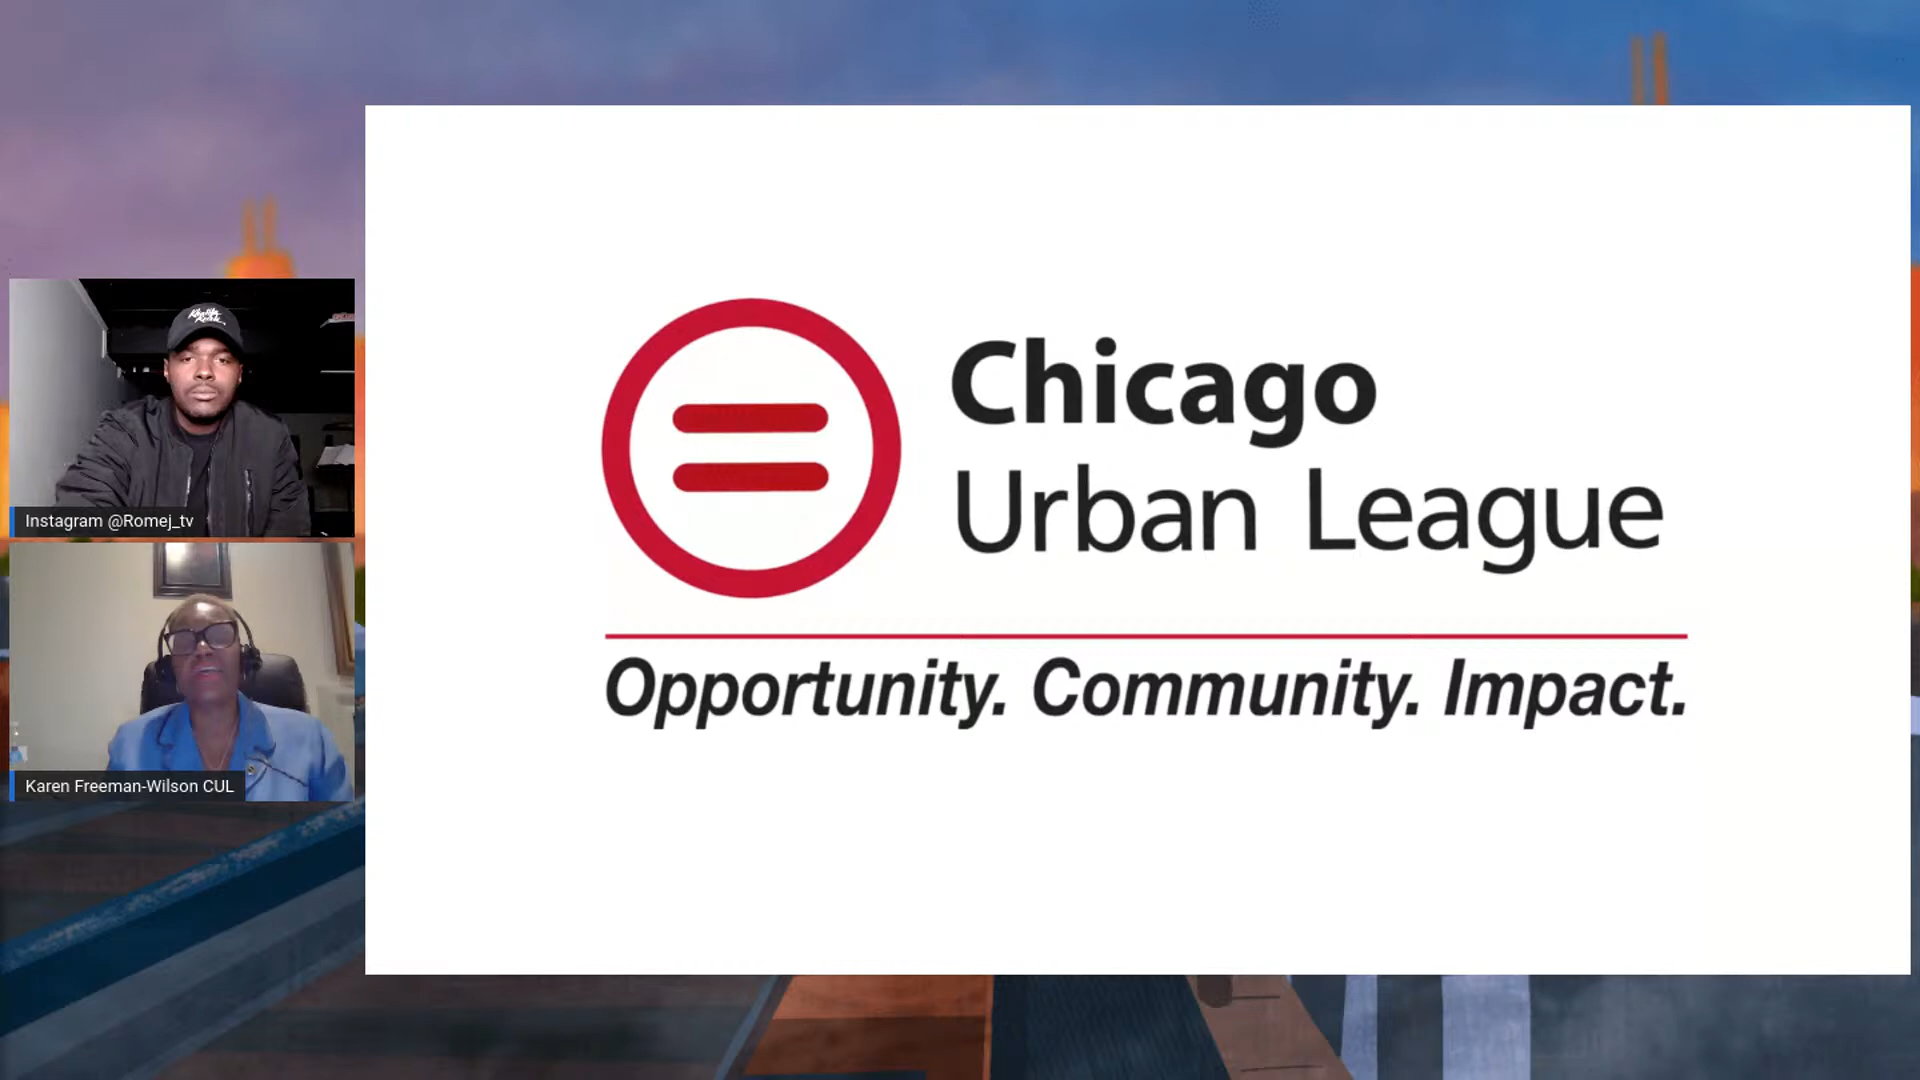 Instagram @Romej_tv
Karen Freeman-Wilson CUL
Chicago
Urban League
Opportunity. Community. Impact.